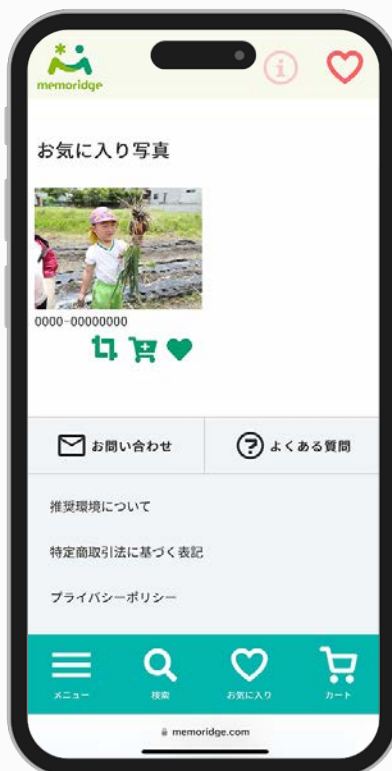 memoridge
お気に入り写真
0000-00000000
お問い合わせ
よくある質問
推奨環境について
特定商取引法に基づく表記
プライバシーポリシー
メニュー
検索
お気に入り
カート
memoridge.com